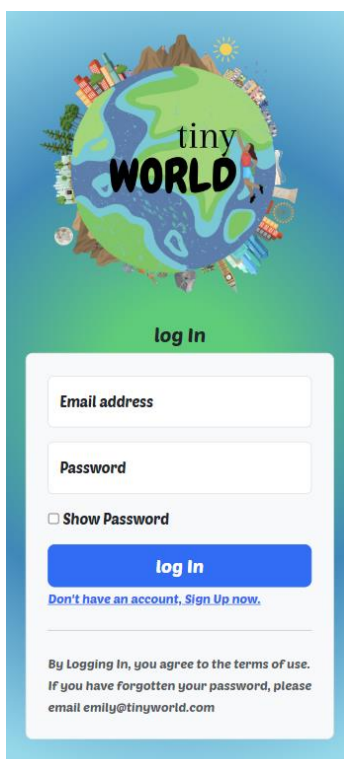 tiny
WORLD
log In
Email address
Password
Show Password
log In
Don't have an account, Sign Up now.
By Logging In, you agree to the terms of use.
If you have forgotten your password, please
email emily@tinyworld.com